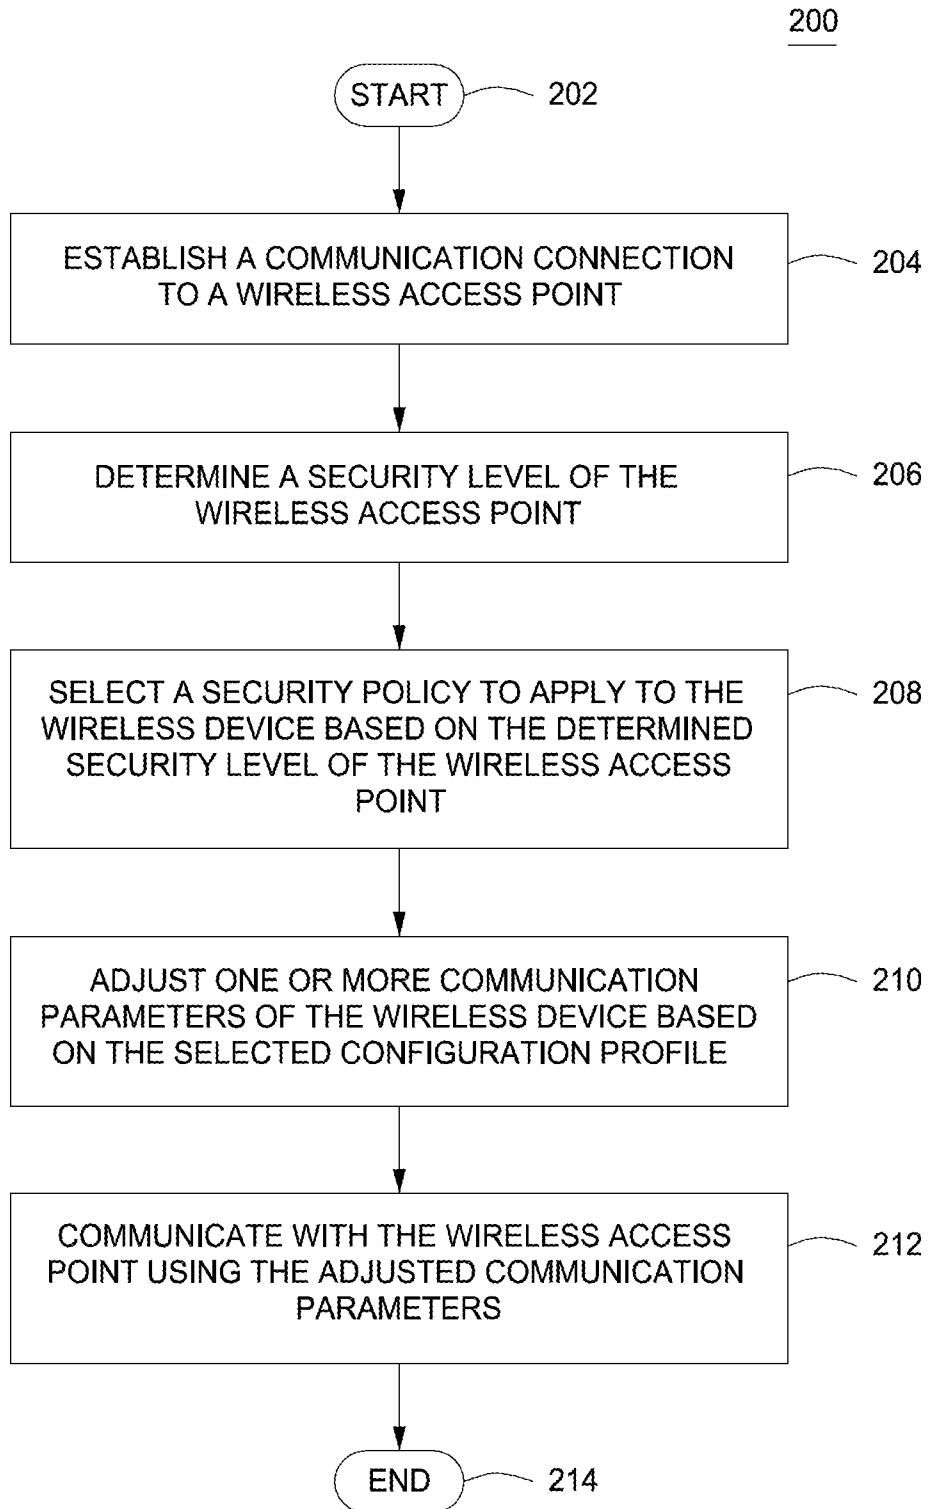 200
START
202
ESTABLISH A COMMUNICATION CONNECTION
TO A WIRELESS ACCESS POINT
204
DETERMINE A SECURITY LEVEL OF THE
WIRELESS ACCESS POINT
206
SELECT A SECURITY POLICY TO APPLY TO THE
WIRELESS DEVICE BASED ON THE DETERMINED
SECURITY LEVEL OF THE WIRELESS ACCESS
POINT
208
ADJUST ONE OR MORE COMMUNICATION
PARAMETERS OF THE WIRELESS DEVICE BASED
ON THE SELECTED CONFIGURATION PROFILE
210
COMMUNICATE WITH THE WIRELESS ACCESS
POINT USING THE ADJUSTED COMMUNICATION
PARAMETERS
212
END
214